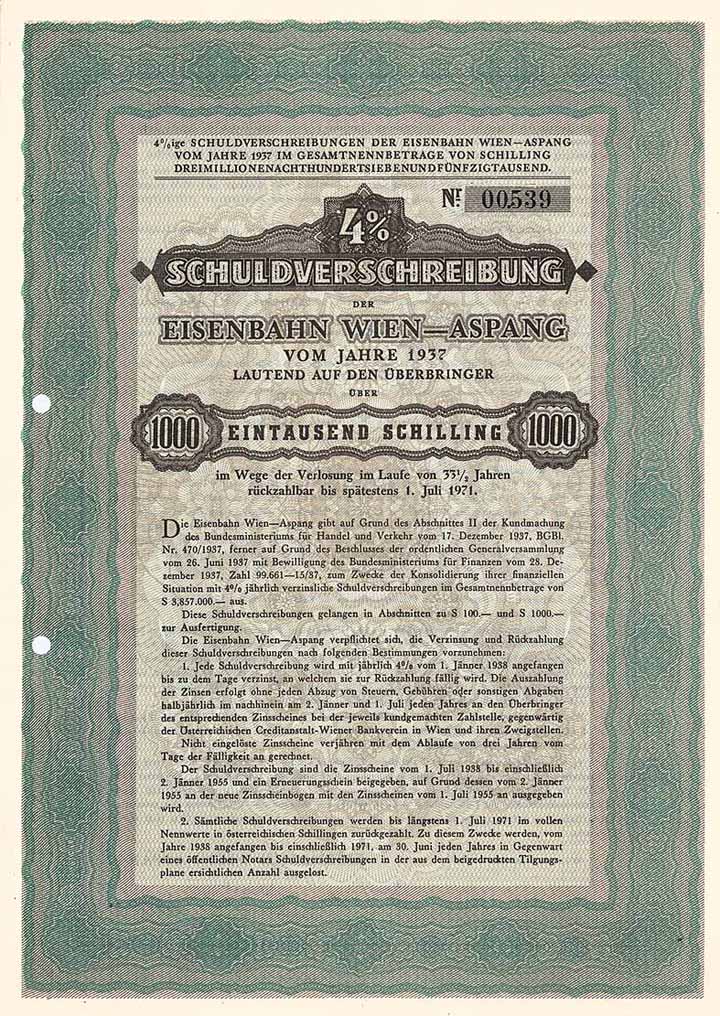 4%ige SCHULDVERSCHREIBUNGEN DER EISENBAHN WIEN—ASPANG
VOM JAHRE 1937 IM GESAMTNENNBETRAGE VON SCHILLING
DREIMILLIONENACHTHUNDERTSIEBENUNDFÜNFZIGTAUSEND.
Nr. 00539
4%
SCHULDVERSCHREIBUNG
DER
EISENBAHN WIEN—ASPANG
VOM JAHRE 1937
LAUTEND AUF DEN ÜBERBRINGER
ÜBER
1000 EINTAUSEND SCHILLING 1000
im Wege der Verlosung im Laufe von 33½ Jahren
rückzahlbar bis spätestens 1. Juli 1971.
Die Eisenbahn Wien—Aspang gibt auf Grund des Abschnittes II der Kundmachung
des Bundesministeriums für Handel und Verkehr vom 17. Dezember 1937, BGBl.
Nr. 470/1937, ferner auf Grund des Beschlusses der ordentlichen Generalversammlung
vom 26. Juni 1937 mit Bewilligung des Bundesministeriums für Finanzen vom 28. De-
zember 1937, Zahl 99.661—15/37, zum Zwecke der Konsolidierung ihrer finanziellen
Situation mit 4% jährlich verzinsliche Schuldverschreibungen im Gesamtnennbetrage von
S 3,857.000.— aus.
Diese Schuldverschreibungen gelangen in Abschnitten zu S 100.— und S 1000.—
zur Ausfertigung.
Die Eisenbahn Wien—Aspang verpflichtet sich, die Verzinsung und Rückzahlung
dieser Schuldverschreibungen nach folgenden Bestimmungen vorzunehmen:
1. Jede Schuldverschreibung wird mit jährlich 4% vom 1. Jänner 1938 angefangen
bis zu dem Tage verzinst, an welchem sie zur Rückzahlung fällig wird. Die Auszahlung
der Zinsen erfolgt ohne jeden Abzug von Steuern, Gebühren oder sonstigen Abgaben
halbjährlich im nachhinein am 2. Jänner und 1. Juli jeden Jahres an den Überbringer
des entsprechenden Zinsscheines bei der jeweils kundgemachten Zahlstelle, gegenwärtig
der Österreichischen Creditanstalt-Wiener Bankverein in Wien und ihren Zweigstellen.
Nicht eingelöste Zinsscheine verjähren mit dem Ablaufe von drei Jahren vom
Tage der Fälligkeit an gerechnet.
Der Schuldverschreibung sind die Zinsscheine vom 1. Juli 1938 bis einschließlich
2. Jänner 1955 und ein Erneuerungsschein beigegeben, auf Grund dessen vom 2. Jänner
1955 an der neue Zinsscheinbogen mit den Zinsscheinen vom 1. Juli 1955 an ausgegeben
wird.
2. Sämtliche Schuldverschreibungen werden bis längstens 1. Juli 1971 im vollen
Nennwerte in österreichischen Schillingen zurückgezahlt. Zu diesem Zwecke werden, vom
Jahre 1938 angefangen bis einschließlich 1971, am 30. Juni jeden Jahres in Gegenwart
eines öffentlichen Notars Schuldverschreibungen in der aus dem beigedruckten Tilgungs-
plane ersichtlichen Anzahl ausgelost.